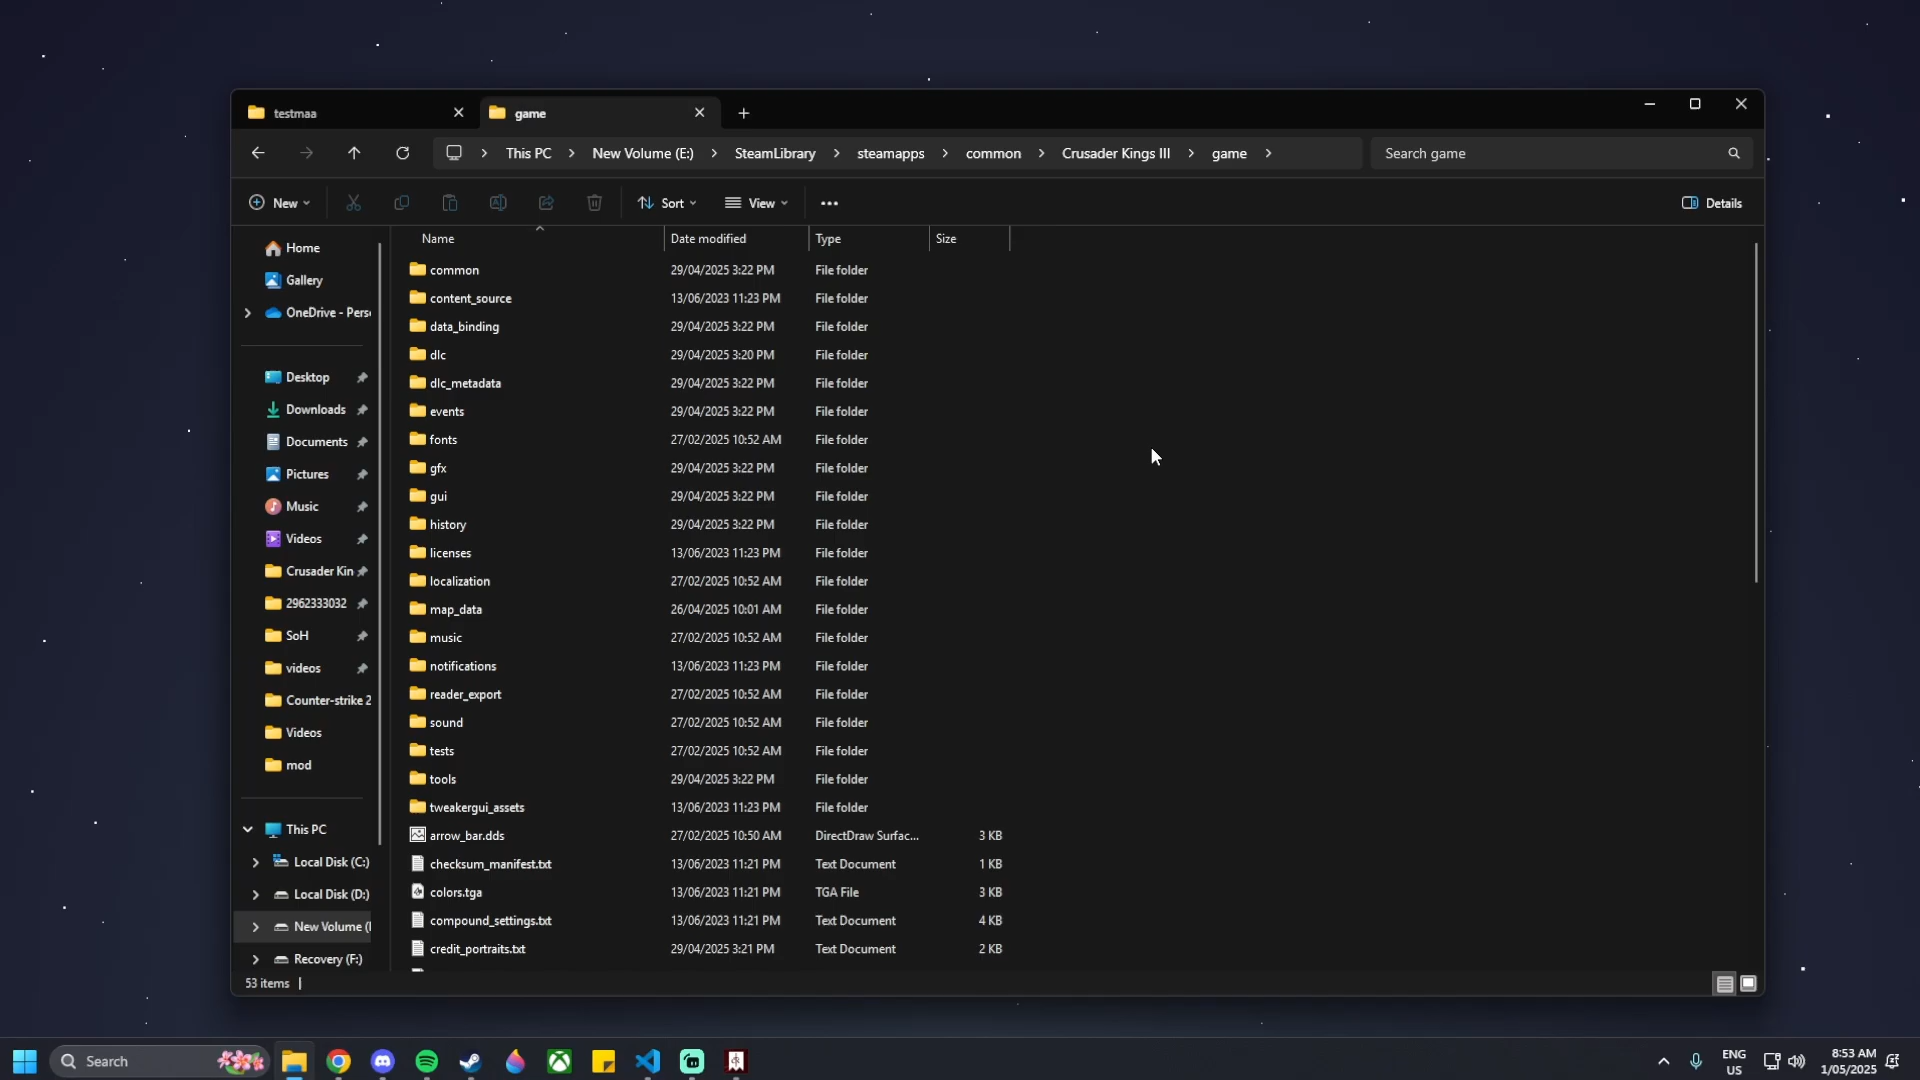 testmaa
game
This PC
New Volume (E:)
SteamLibrary
steamapps
common
Crusader Kings III
game
Search game
New
Sort
View
Details
Name
Date modified
Type
Size
Home
Gallery
OneDrive - Pers
Desktop
Downloads
Documents
Pictures
Music
Videos
Crusader Kin
2962333032
SoH
videos
Counter-strike 2
Videos
mod
This PC
Local Disk (C:)
Local Disk (D:)
New Volume (
Recovery (F:)
common 29/04/2025 3:22 PM File folder
content_source 13/06/2023 11:23 PM File folder
data_binding 29/04/2025 3:22 PM File folder
dlc 29/04/2025 3:20 PM File folder
dlc_metadata 29/04/2025 3:22 PM File folder
events 29/04/2025 3:22 PM File folder
fonts 27/02/2025 10:52 AM File folder
gfx 29/04/2025 3:22 PM File folder
gui 29/04/2025 3:22 PM File folder
history 29/04/2025 3:22 PM File folder
licenses 13/06/2023 11:23 PM File folder
localization 27/02/2025 10:52 AM File folder
map_data 26/04/2025 10:01 AM File folder
music 27/02/2025 10:52 AM File folder
notifications 13/06/2023 11:23 PM File folder
reader_export 27/02/2025 10:52 AM File folder
sound 27/02/2025 10:52 AM File folder
tests 27/02/2025 10:52 AM File folder
tools 29/04/2025 3:22 PM File folder
tweakergui_assets 13/06/2023 11:23 PM File folder
arrow_bar.dds 27/02/2025 10:50 AM DirectDraw Surfac... 3 KB
checksum_manifest.txt 13/06/2023 11:21 PM Text Document 1 KB
colors.tga 13/06/2023 11:21 PM TGA File 3 KB
compound_settings.txt 13/06/2023 11:21 PM Text Document 4 KB
credit_portraits.txt 29/04/2025 3:21 PM Text Document 2 KB
53 items
Search
ENG
US
8:53 AM
1/05/2025